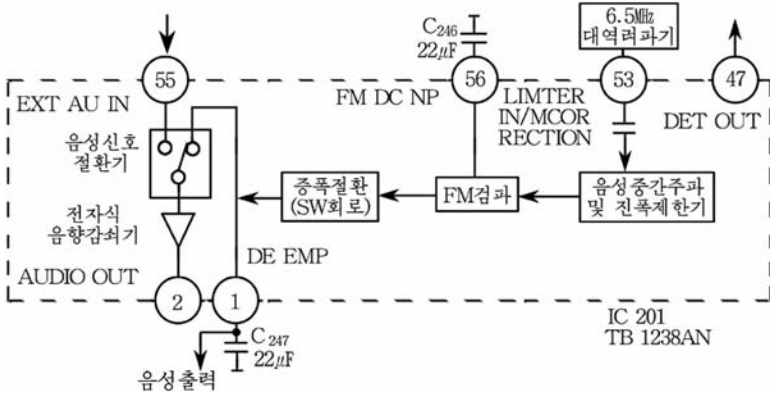 C246
22μF
6.5㎒
대역려파기
55
56
53
47
EXT AU IN
FM DC NP
LIMTER
IN/MCOR
RECTION
DET OUT
음성신호
절환기
증폭절환
(SW회로)
FM검파
음성중간주파
및 진폭제한기
전자식
음향감쇠기
DE EMP
AUDIO OUT
2
1
IC 201
TB 1238AN
C247
22μF
음성출력